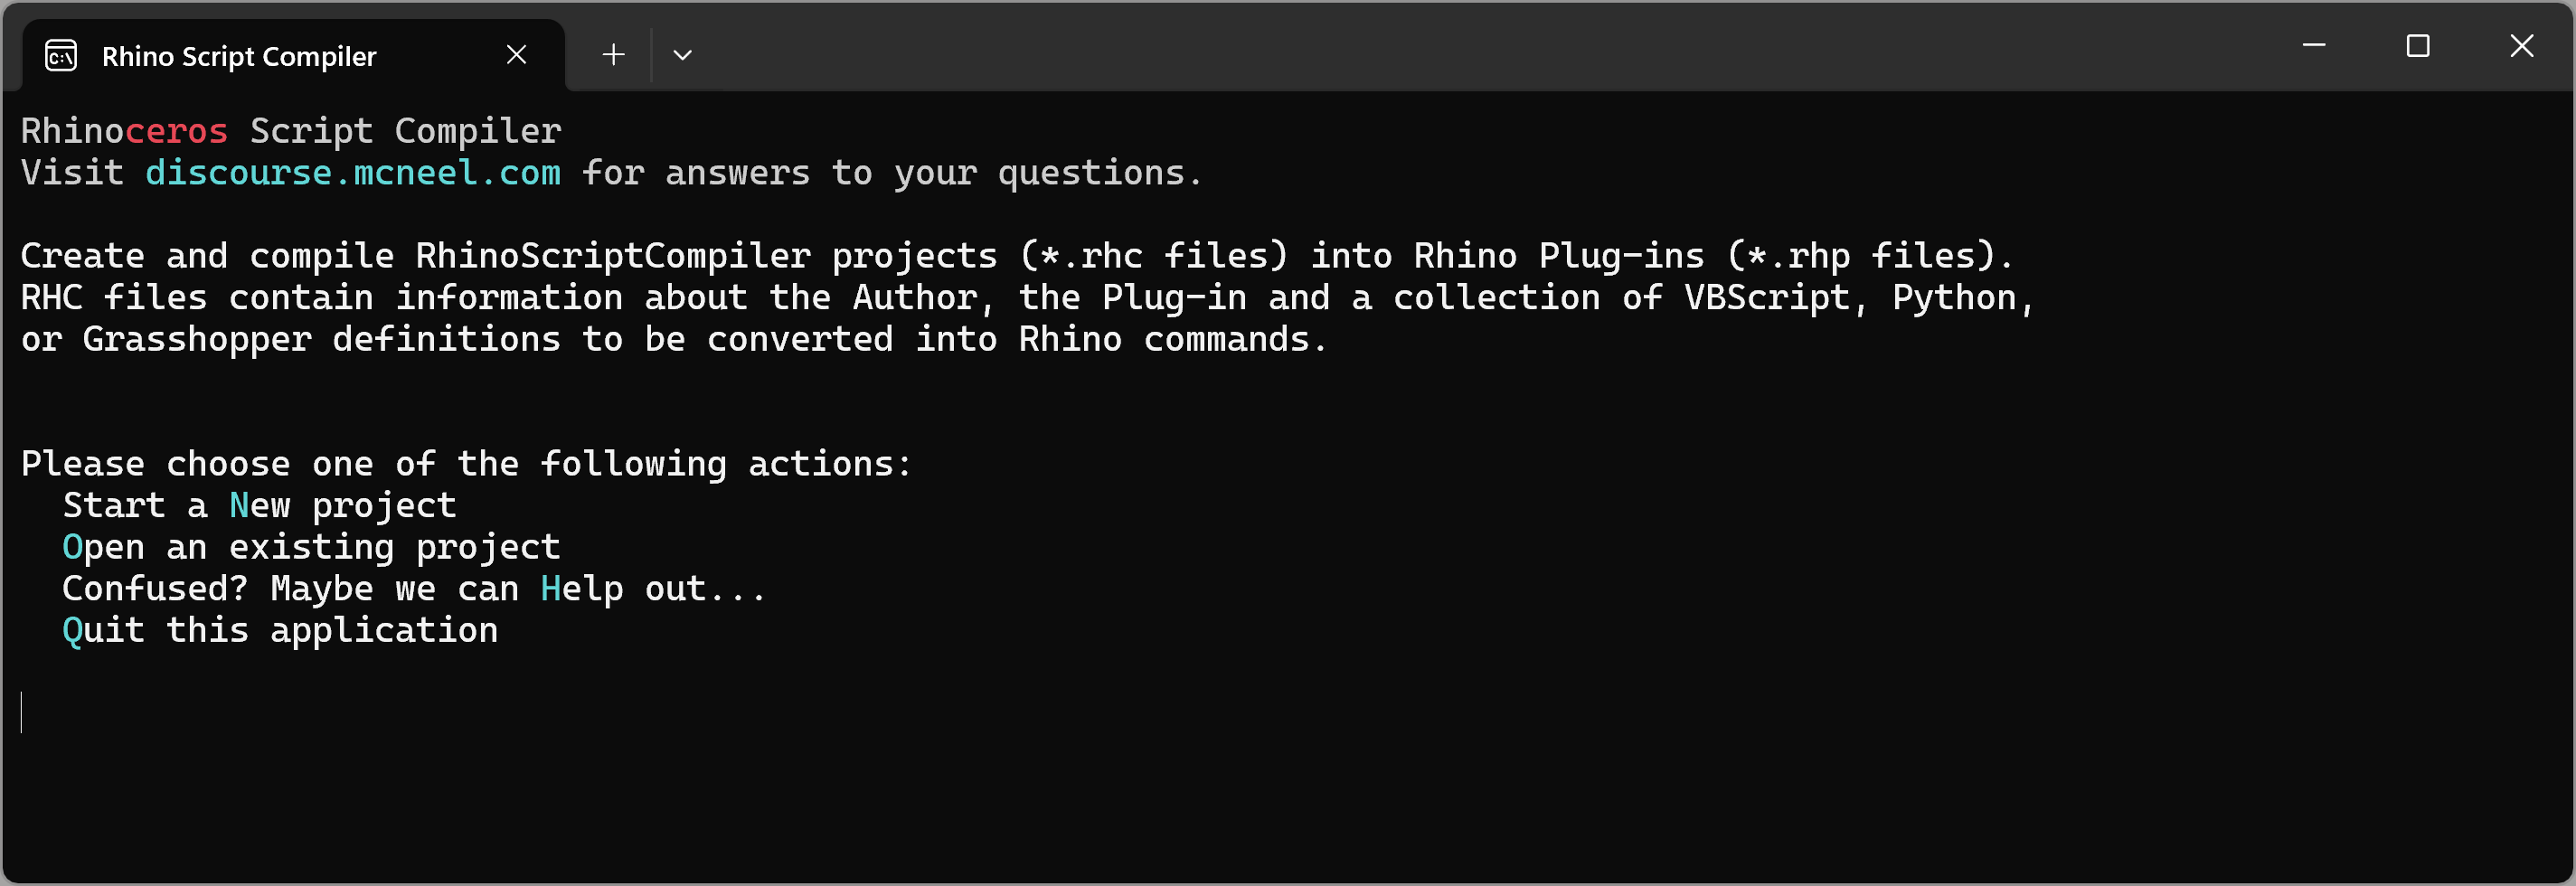 Rhino Script Compiler
Rhinoceros Script Compiler
Visit discourse.mcneel.com for answers to your questions.
Create and compile RhinoScriptCompiler projects (*.rhc files) into Rhino Plug-ins (*.rhp files).
RHC files contain information about the Author, the Plug-in and a collection of VBScript, Python,
or Grasshopper definitions to be converted into Rhino commands.
Please choose one of the following actions:
Start a New project
Open an existing project
Confused? Maybe we can Help out...
Quit this application